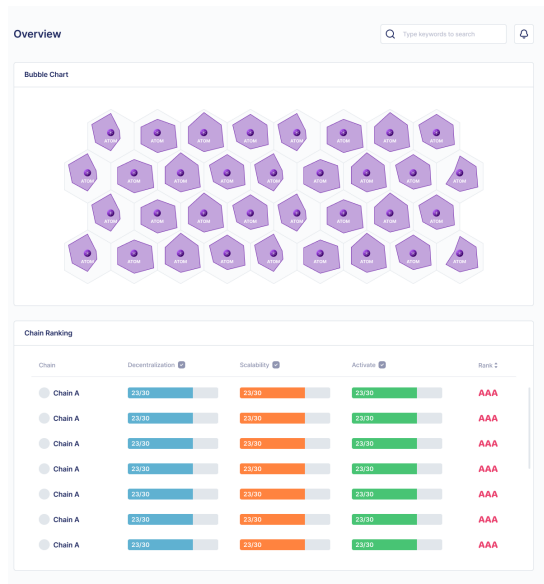 Overview
Type keywords to search
Bubble Chart
ATOM ATOM ATOM ATOM ATOM ATOM ATOM ATOM
ATOM ATOM ATOM ATOM ATOM ATOM ATOM ATOM ATOM
ATOM ATOM ATOM ATOM ATOM ATOM ATOM ATOM
ATOM ATOM ATOM ATOM ATOM ATOM ATOM ATOM ATOM
Chain Ranking
Chain Decentralization Scalability Activate Rank
Chain A 23/30 23/30 23/30 AAA
Chain A 23/30 23/30 23/30 AAA
Chain A 23/30 23/30 23/30 AAA
Chain A 23/30 23/30 23/30 AAA
Chain A 23/30 23/30 23/30 AAA
Chain A 23/30 23/30 23/30 AAA
Chain A 23/30 23/30 23/30 AAA